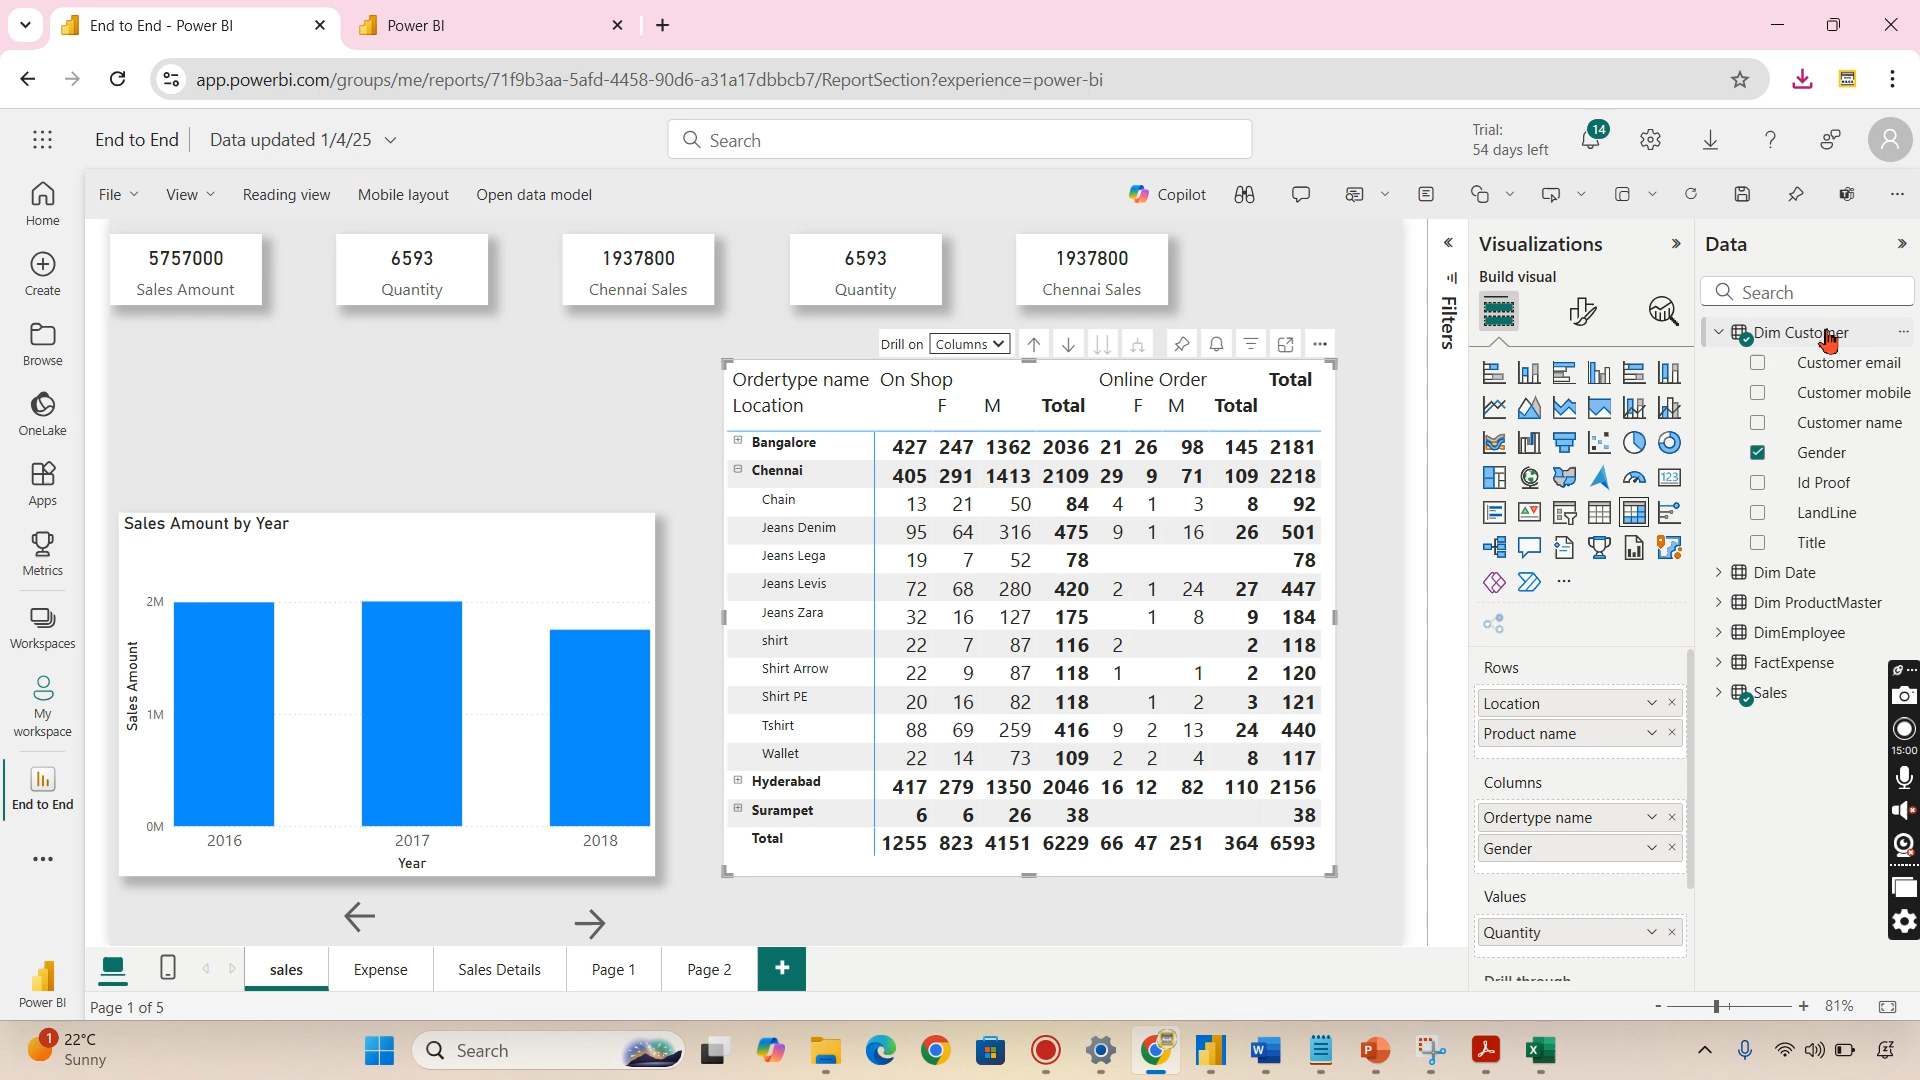 End to End - Power BI
Power BI
app.powerbi.com/groups/me/reports/71f9b3aa-5afd-4458-90d6-a31a17dbbcb7/ReportSection?experience=power-bi
End to End
Data updated 1/4/25
Search
Trial:
54 days left
14
File
View
Reading view
Mobile layout
Open data model
Copilot
Home
Create
Browse
OneLake
Apps
Metrics
Workspaces
My
workspace
End to End
Power BI
5757000
Sales Amount
6593
Quantity
1937800
Chennai Sales
6593
Quantity
1937800
Chennai Sales
Drill on Columns
Ordertype name On Shop Online Order Total
Location F M Total F M Total
Bangalore 427 247 1362 2036 21 26 98 145 2181
Chennai 405 291 1413 2109 29 9 71 109 2218
Chain 13 21 50 84 4 1 3 8 92
Jeans Denim 95 64 316 475 9 1 16 26 501
Jeans Lega 19 7 52 78 78
Jeans Levis 72 68 280 420 2 1 24 27 447
Jeans Zara 32 16 127 175 1 8 9 184
shirt 22 7 87 116 2 2 118
Shirt Arrow 22 9 87 118 1 1 2 120
Shirt PE 20 16 82 118 1 2 3 121
Tshirt 88 69 259 416 9 2 13 24 440
Wallet 22 14 73 109 2 2 4 8 117
Hyderabad 417 279 1350 2046 16 12 82 110 2156
Surampet 6 6 26 38 38
Total 1255 823 4151 6229 66 47 251 364 6593
Sales Amount by Year
2M
1M
0M
Sales Amount
2016 2017 2018
Year
Filters
Visualizations
Build visual
123
Rows
Location
Product name
Columns
Ordertype name
Gender
Values
Quantity
Drill through
Data
Search
Dim Customer
Customer email
Customer mobile
Customer name
Gender
Id Proof
LandLine
Title
Dim Date
Dim ProductMaster
DimEmployee
FactExpense
Sales
15:00
sales
Expense
Sales Details
Page 1
Page 2
Page 1 of 5
81%
1
22°C
Sunny
Search